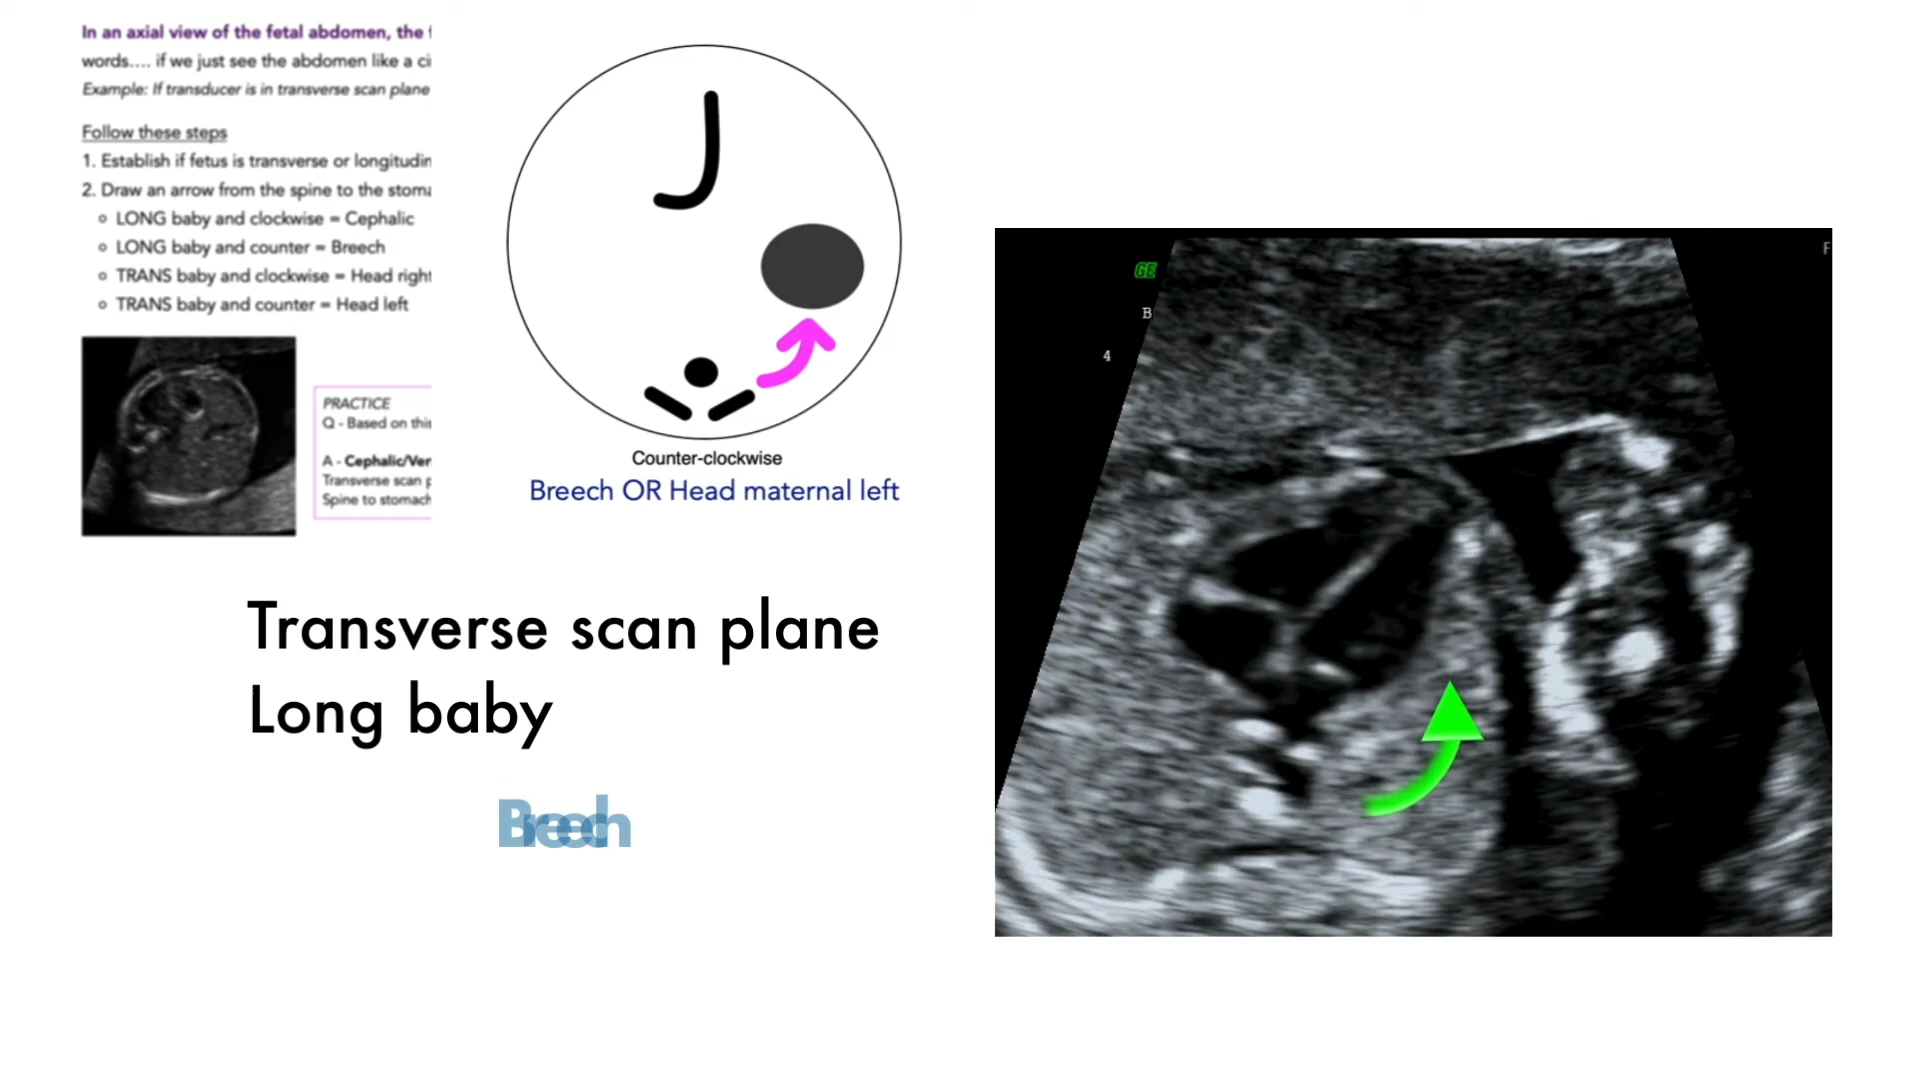 In an axial view of the fetal abdomen, the
words.... if we just see the abdomen like a ci
Example: If transducer is in transverse scan plane
Follow these steps
1. Establish if fetus is transverse or longitudin
2. Draw an arrow from the spine to the stoma
LONG baby and clockwise = Cephalic
LONG baby and counter = Breech
TRANS baby and clockwise = Head right
TRANS baby and counter = Head left
PRACTICE
Q - Based on this
A - Cephalic/Ver
Transverse scan p
Spine to stomach
Counter-clockwise
Breech OR Head maternal left
Transverse scan plane
Long baby
Breech
GE
B
4
F